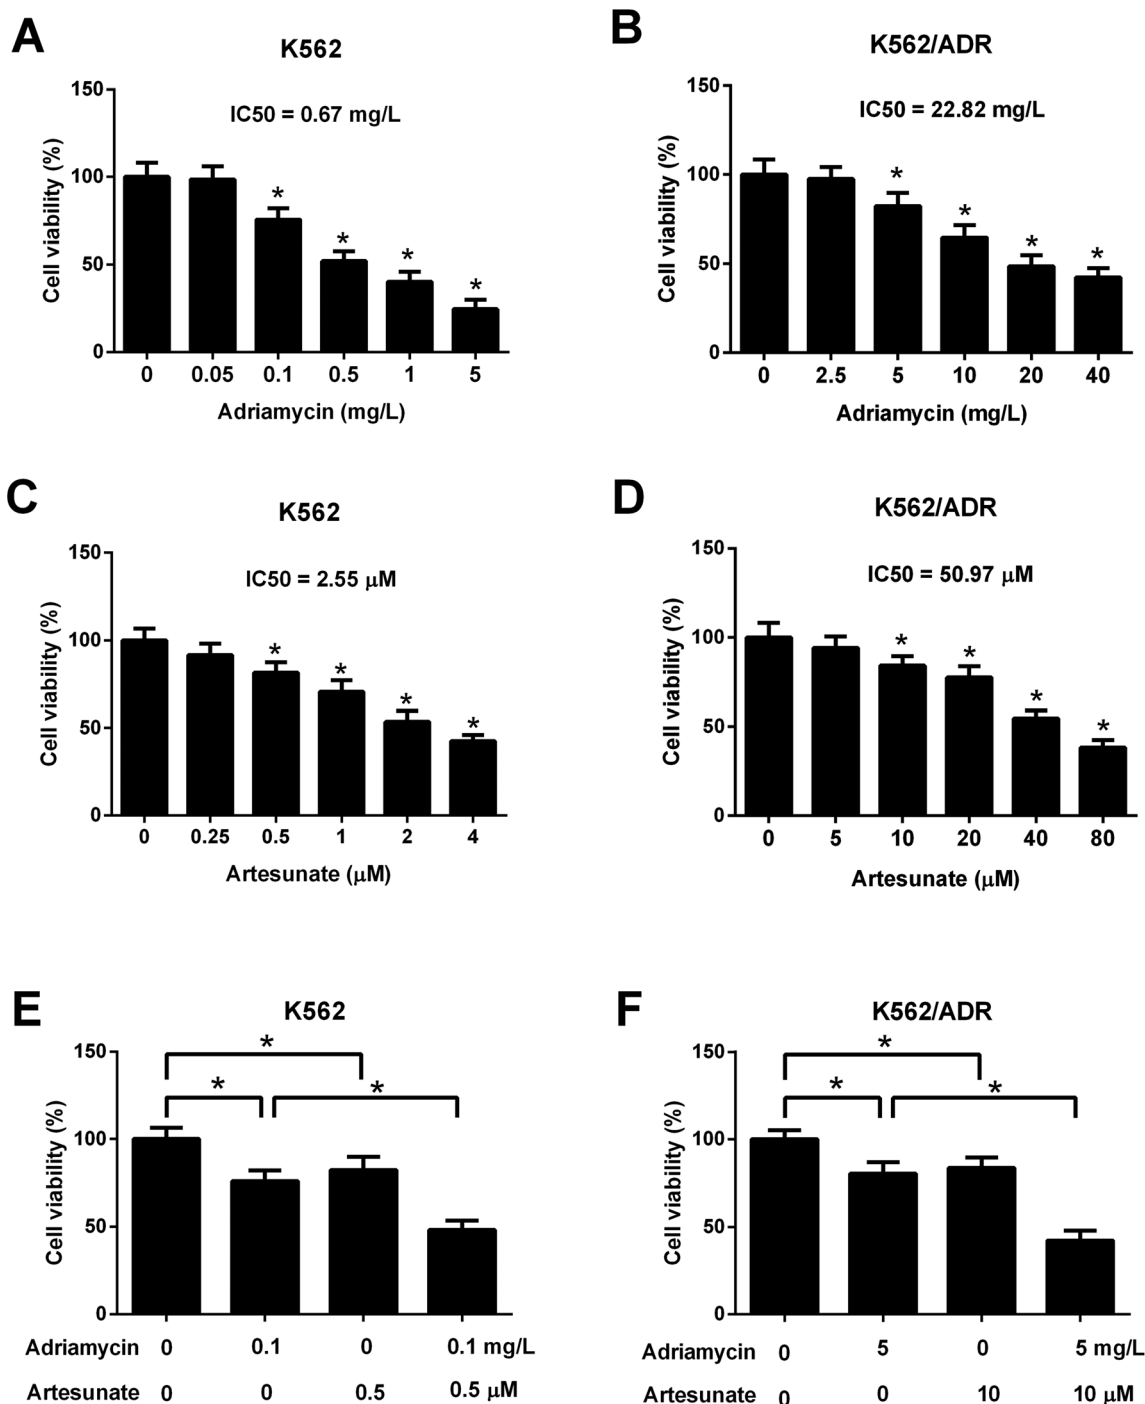 A
K562
IC50 = 0.67 mg/L
Cell viability (%)
150
100
50
0
*
*
*
*
0 0.05 0.1 0.5 1 5
Adriamycin (mg/L)
B
K562/ADR
IC50 = 22.82 mg/L
Cell viability (%)
150
100
50
0
*
*
*
*
0 2.5 5 10 20 40
Adriamycin (mg/L)
C
K562
IC50 = 2.55 μM
Cell viability (%)
150
100
50
0
*
*
*
*
0 0.25 0.5 1 2 4
Artesunate (μM)
D
K562/ADR
IC50 = 50.97 μM
Cell viability (%)
150
100
50
0
*
*
*
*
0 5 10 20 40 80
Artesunate (μM)
E
K562
Cell viability (%)
150
100
50
0
*
*
*
Adriamycin 0 0.1 0 0.1 mg/L
Artesunate 0 0 0.5 0.5 μM
F
K562/ADR
Cell viability (%)
150
100
50
0
*
*
*
Adriamycin 0 5 0 5 mg/L
Artesunate 0 0 10 10 μM